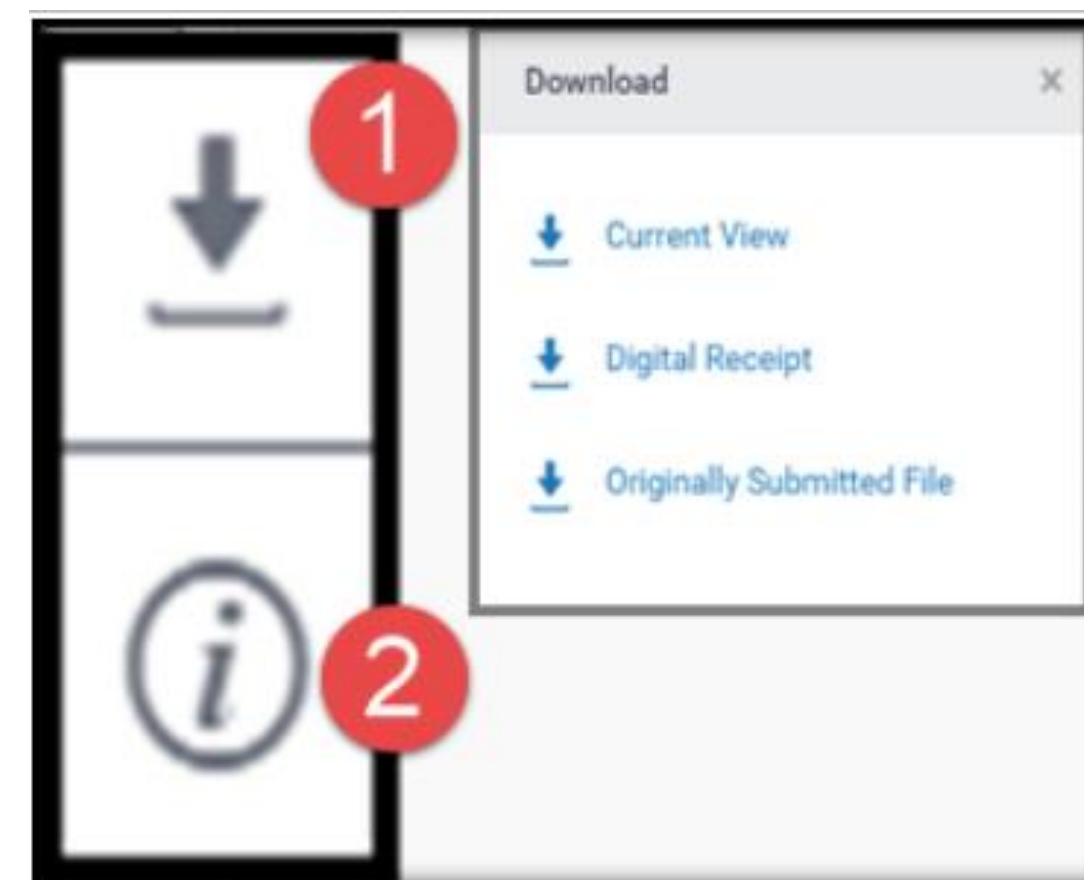 1
Download ×
Current View
Digital Receipt
Originally Submitted File
i
2